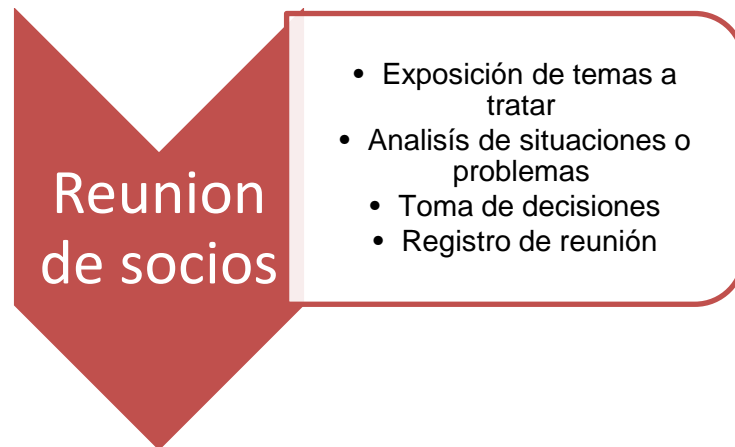 Reunion
de socios
• Exposición de temas a
tratar
• Analisís de situaciones o
problemas
• Toma de decisiones
• Registro de reunión